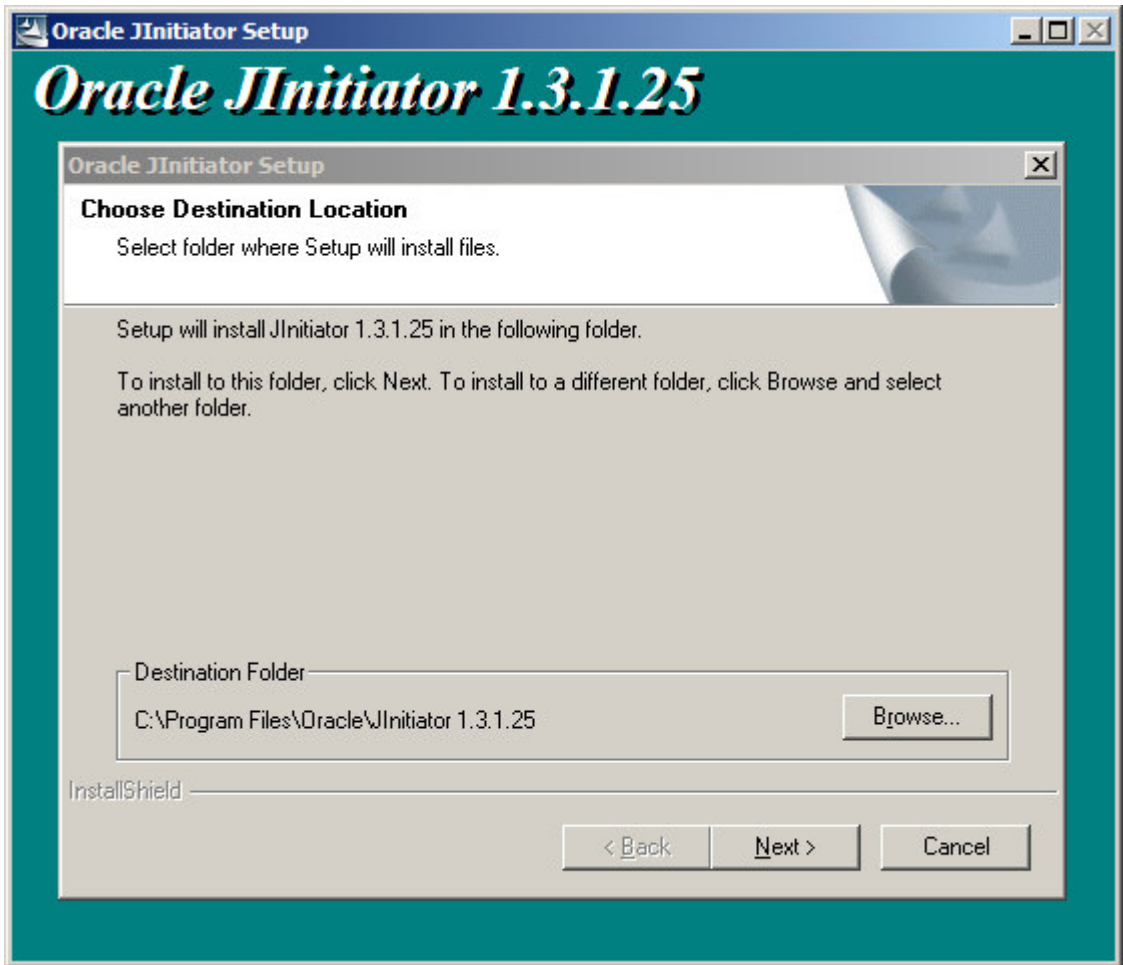 Oracle JInitiator Setup
Oracle JInitiator 1.3.1.25
Oracle JInitiator Setup
Choose Destination Location
Select folder where Setup will install files.
Setup will install JInitiator 1.3.1.25 in the following folder.
To install to this folder, click Next. To install to a different folder, click Browse and select
another folder.
Destination Folder
C:\Program Files\Oracle\JInitiator 1.3.1.25
Browse...
InstallShield
< Back
Next >
Cancel